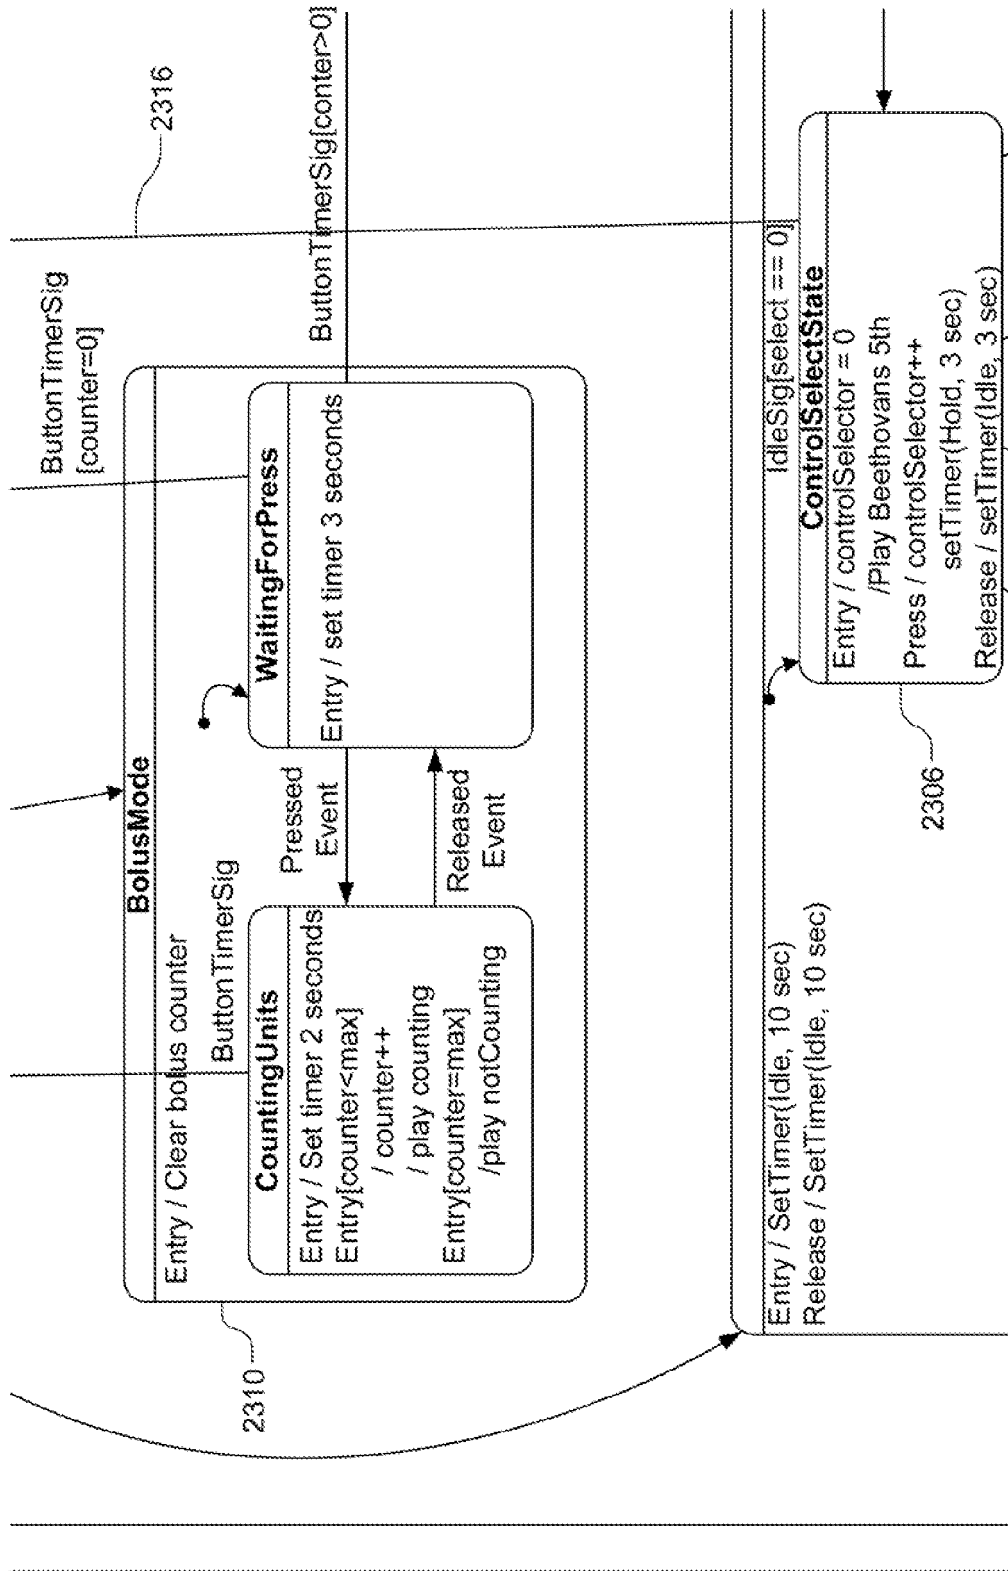 ButtonTimerSig
[counter=0]
2316
ButtonTimerSig[conter>0]
BolusMode
Entry / Clear bolus counter
ButtonTimerSig
CountingUnits
Entry / Set timer 2 seconds
Entry[counter<max]
/ counter++
/ play counting
Entry[counter=max]
/play notCounting
Pressed
Event
Released
Event
WaitingForPress
Entry / set timer 3 seconds
2310
Entry / SetTimer(Idle, 10 sec)
Release / SetTimer(Idle, 10 sec)
IdleSig[select == 0]
ControlSelectState
Entry / controlSelector = 0
/Play Beethovans 5th
Press / controlSelector++
setTimer(Hold, 3 sec)
Release / setTimer(Idle, 3 sec)
2306